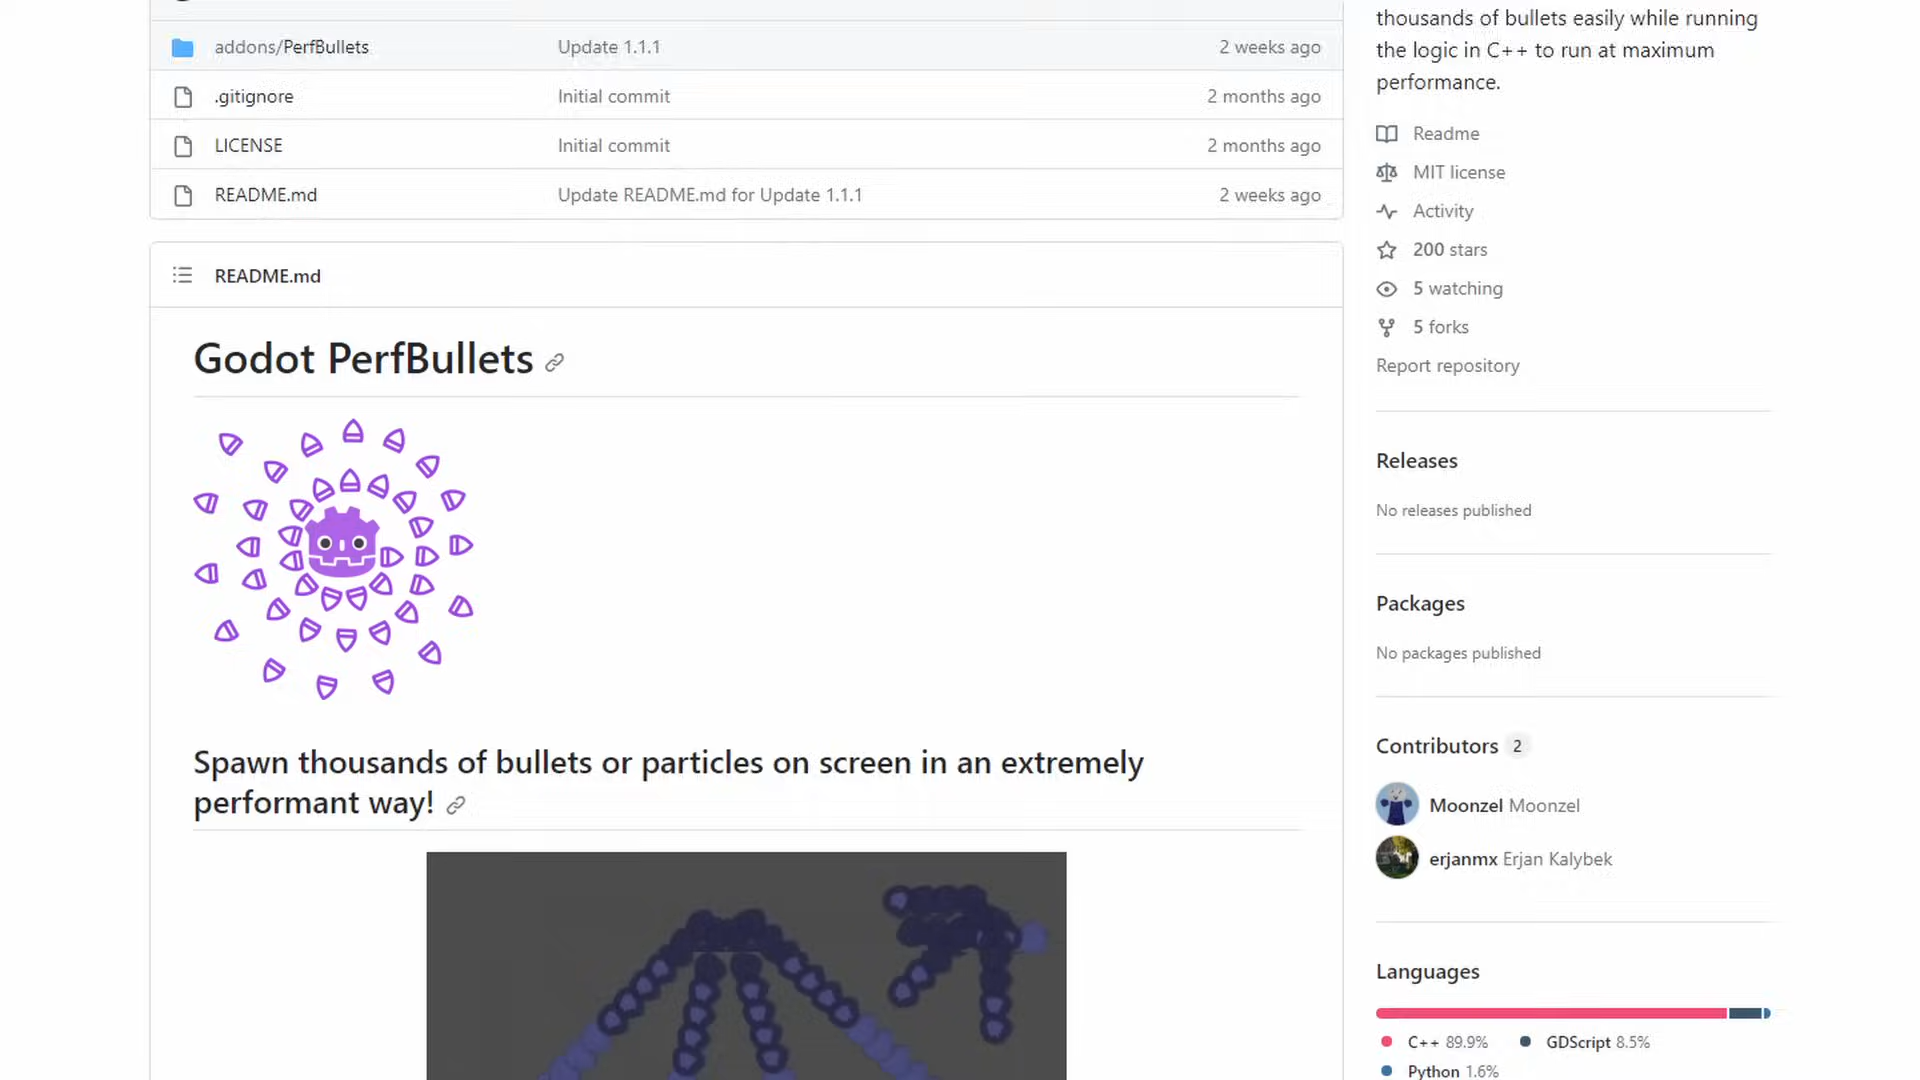 addons/PerfBullets Update 1.1.1 2 weeks ago
.gitignore Initial commit 2 months ago
LICENSE Initial commit 2 months ago
README.md Update README.md for Update 1.1.1 2 weeks ago
README.md
Godot PerfBullets
Spawn thousands of bullets or particles on screen in an extremely
performant way!
thousands of bullets easily while running
the logic in C++ to run at maximum
performance.
Readme
MIT license
Activity
200 stars
5 watching
5 forks
Report repository
Releases
No releases published
Packages
No packages published
Contributors 2
Moonzel Moonzel
erjanmx Erjan Kalybek
Languages
C++ 89.9% GDScript 8.5%
Python 1.6%